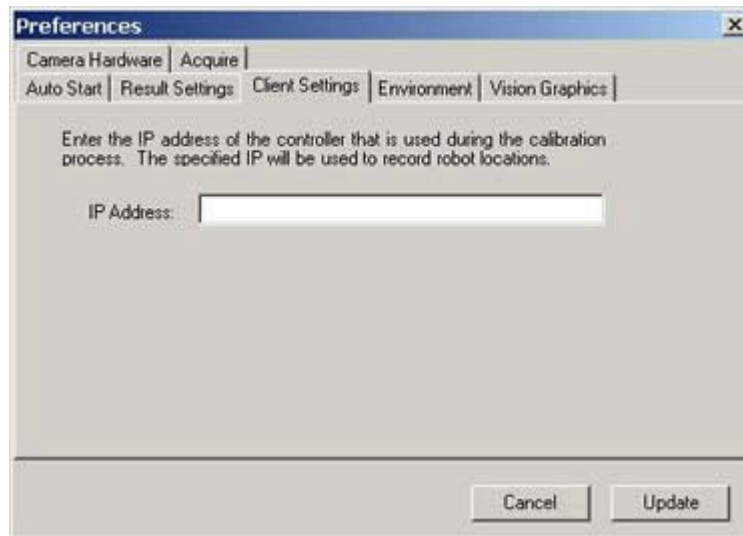 Preferences
Camera Hardware Acquire
Auto Start Result Settings Client Settings Environment Vision Graphics
Enter the IP address of the controller that is used during the calibration
process. The specified IP will be used to record robot locations.
IP Address:
Cancel Update